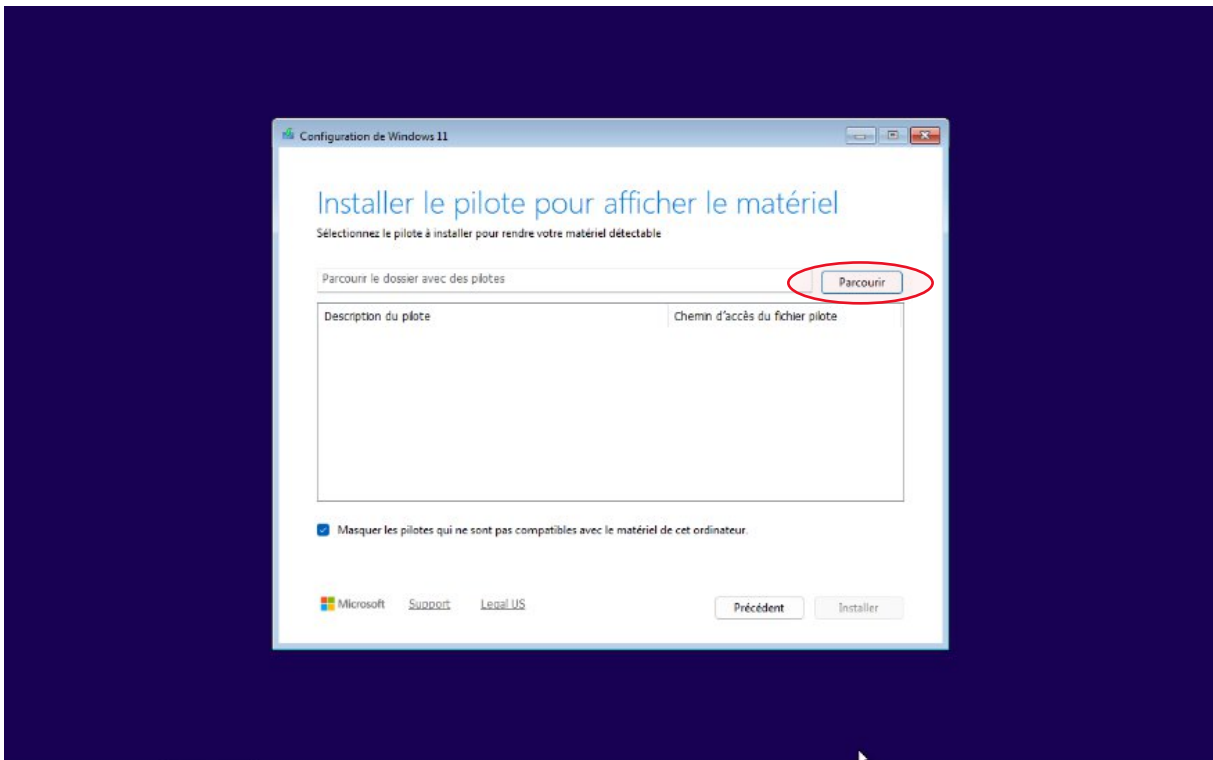 Configuration de Windows 11
Installer le pilote pour afficher le matériel
Sélectionnez le pilote à installer pour rendre votre matériel détectable
Parcourir le dossier avec des pilotes
Parcourir
Description du pilote
Chemin d'accès du fichier pilote
Masquer les pilotes qui ne sont pas compatibles avec le matériel de cet ordinateur.
Microsoft
Support
Legal US
Précédent
Installer